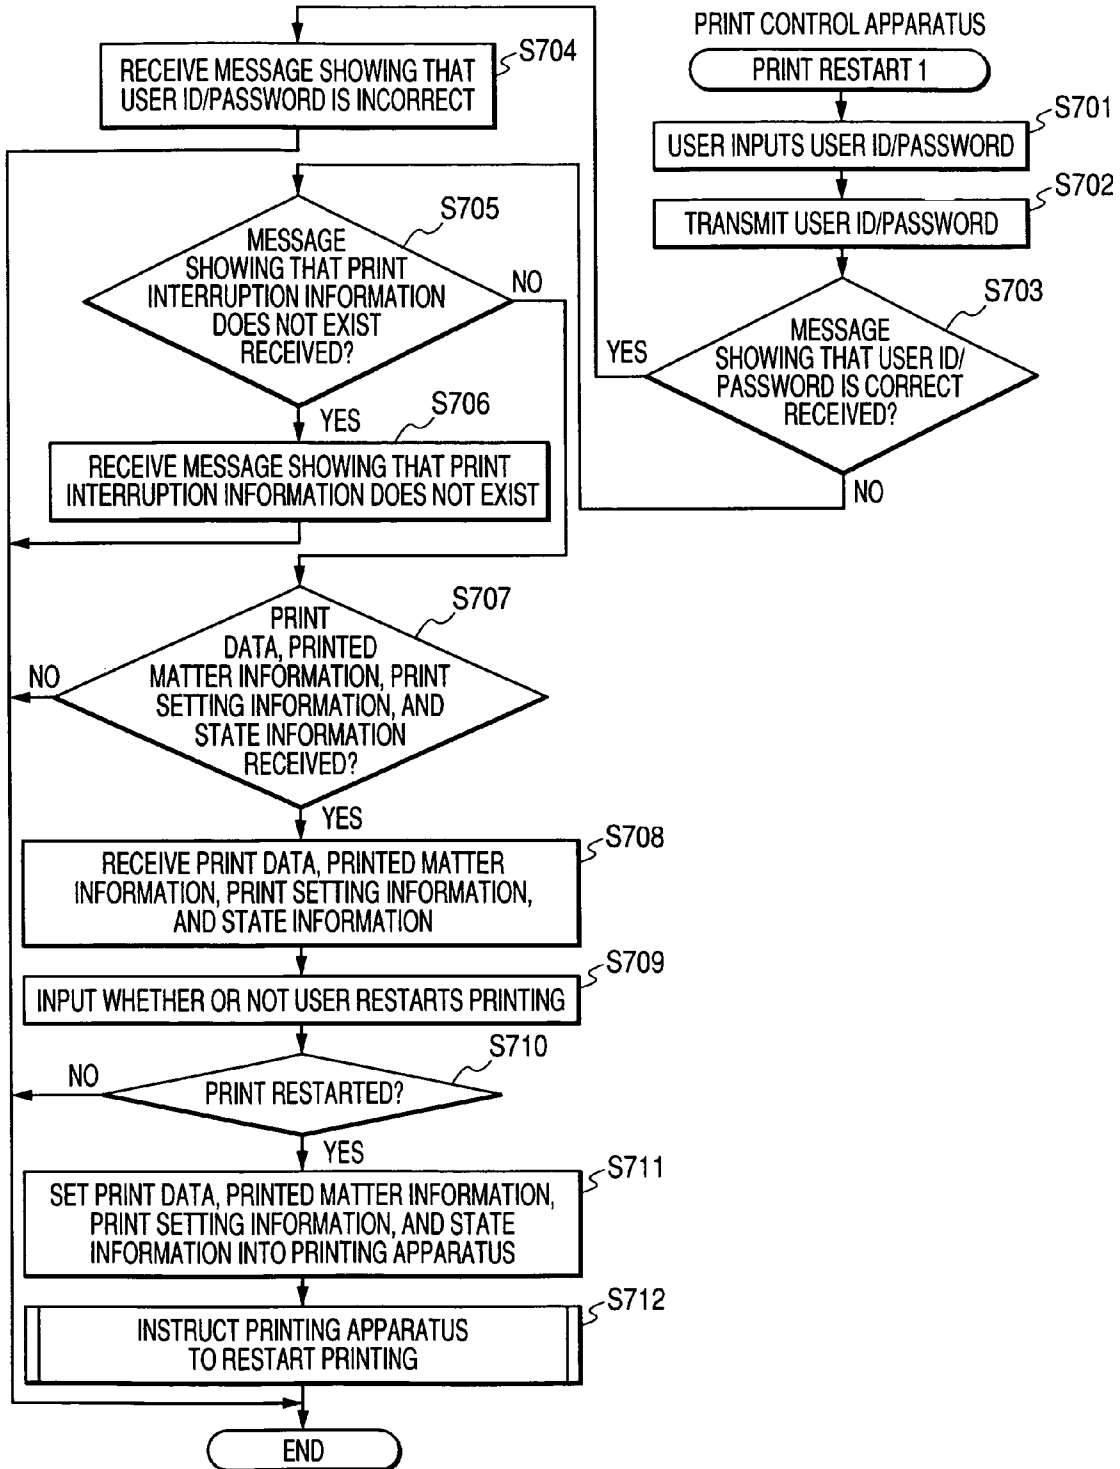 PRINT CONTROL APPARATUS
PRINT RESTART 1
S701
USER INPUTS USER ID/PASSWORD
S702
TRANSMIT USER ID/PASSWORD
S703
MESSAGE
SHOWING THAT USER ID/
PASSWORD IS CORRECT
RECEIVED?
YES
NO
S704
RECEIVE MESSAGE SHOWING THAT
USER ID/PASSWORD IS INCORRECT
S705
MESSAGE
SHOWING THAT PRINT
INTERRUPTION INFORMATION
DOES NOT EXIST
RECEIVED?
NO
YES
S706
RECEIVE MESSAGE SHOWING THAT PRINT
INTERRUPTION INFORMATION DOES NOT EXIST
S707
PRINT
DATA, PRINTED
MATTER INFORMATION, PRINT
SETTING INFORMATION, AND
STATE INFORMATION
RECEIVED?
NO
YES
S708
RECEIVE PRINT DATA, PRINTED MATTER
INFORMATION, PRINT SETTING INFORMATION,
AND STATE INFORMATION
S709
INPUT WHETHER OR NOT USER RESTARTS PRINTING
S710
PRINT RESTARTED?
NO
YES
S711
SET PRINT DATA, PRINTED MATTER INFORMATION,
PRINT SETTING INFORMATION, AND STATE
INFORMATION INTO PRINTING APPARATUS
S712
INSTRUCT PRINTING APPARATUS
TO RESTART PRINTING
END